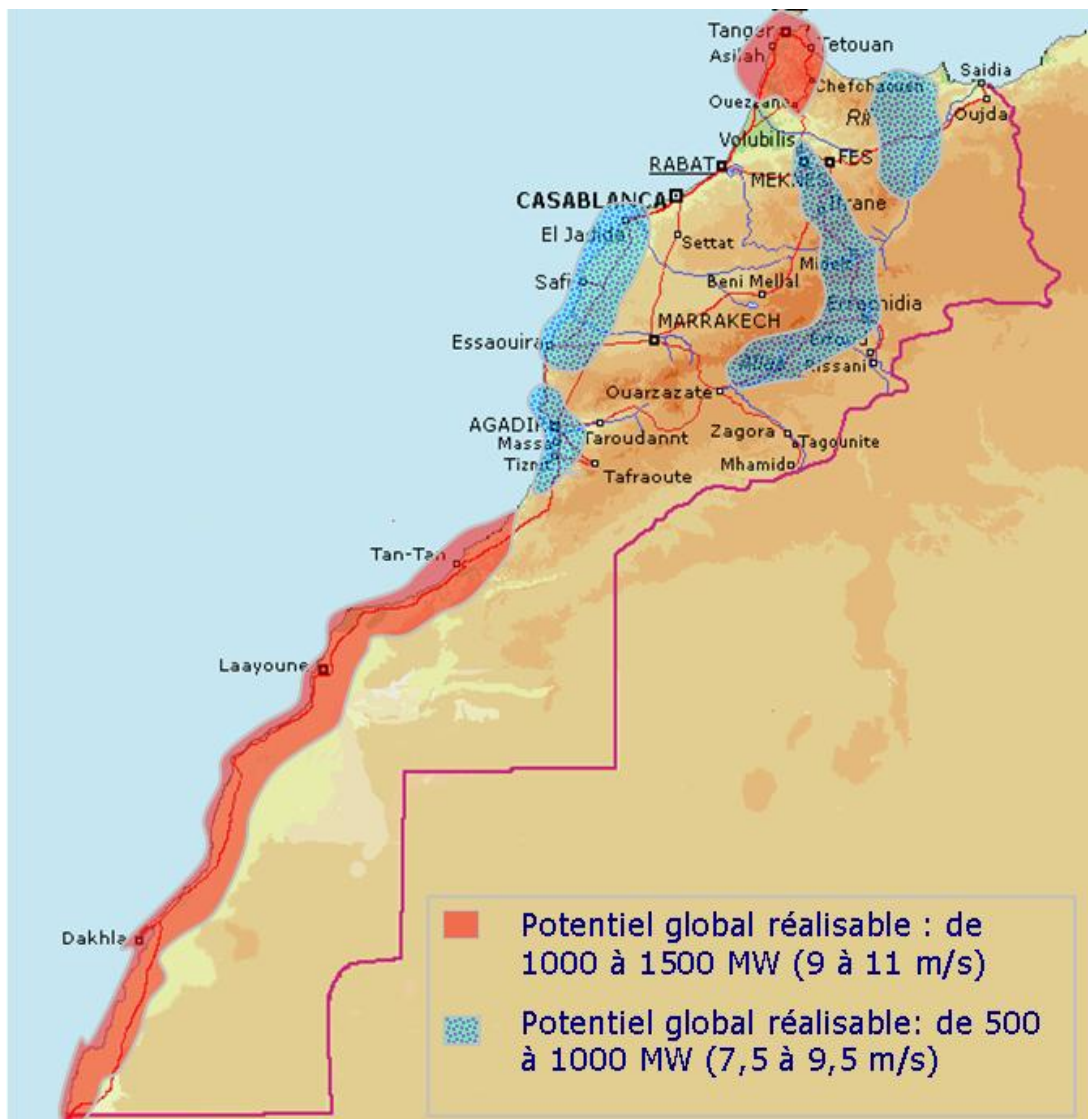 Tanger
Tetouan
Asilah
Saidia
Chefchaouen
Ouezzane
Oujda
Rif
Volubilis
FES
RABAT
MEKNES
CASABLANCA
Ifrane
El Jadida
Settat
Midelt
Safi
Beni Mellal
Errachidia
MARRAKECH
Essaouira
Erfoud
Rissani
Ouarzazate
AGADIR
Taroudannt
Zagora
Massa
Tagounite
Tiznit
Tafraoute
Mhamid
Tan-Tan
Laayoune
Dakhla
Potentiel global réalisable : de
1000 à 1500 MW (9 à 11 m/s)
Potentiel global réalisable: de 500
à 1000 MW (7,5 à 9,5 m/s)